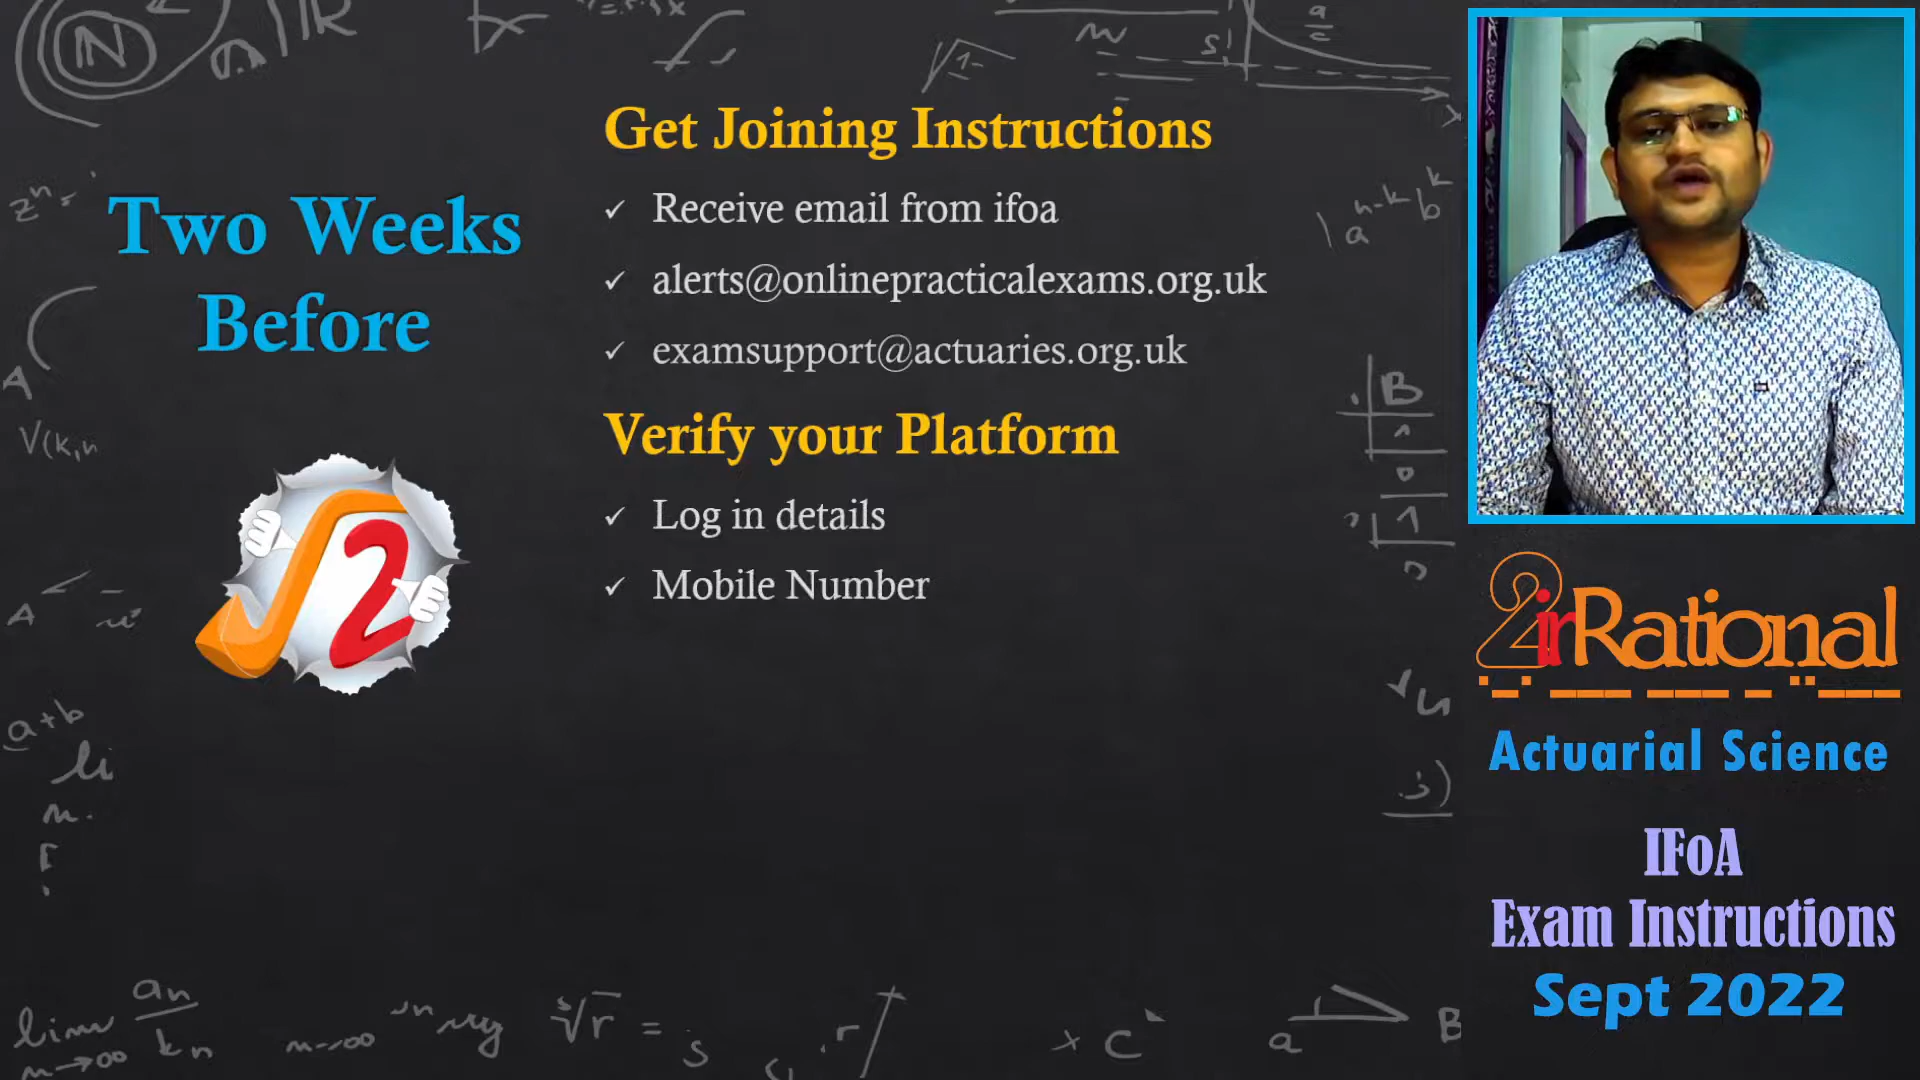 Two Weeks
Before
Get Joining Instructions
✓ Receive email from ifoa
✓ alerts@onlinepracticalexams.org.uk
✓ examsupport@actuaries.org.uk
Verify your Platform
✓ Log in details
✓ Mobile Number
√2
2irRational
Actuarial Science
IFoA
Exam Instructions
Sept 2022